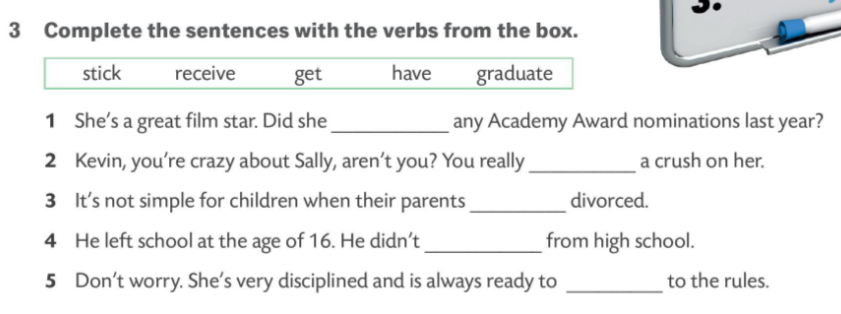 3.
3 Complete the sentences with the verbs from the box.
stick receive get have graduate
1 She's a great film star. Did she ____________ any Academy Award nominations last year?
2 Kevin, you're crazy about Sally, aren't you? You really ___________ a crush on her.
3 It's not simple for children when their parents __________ divorced.
4 He left school at the age of 16. He didn't ____________ from high school.
5 Don't worry. She's very disciplined and is always ready to __________ to the rules.